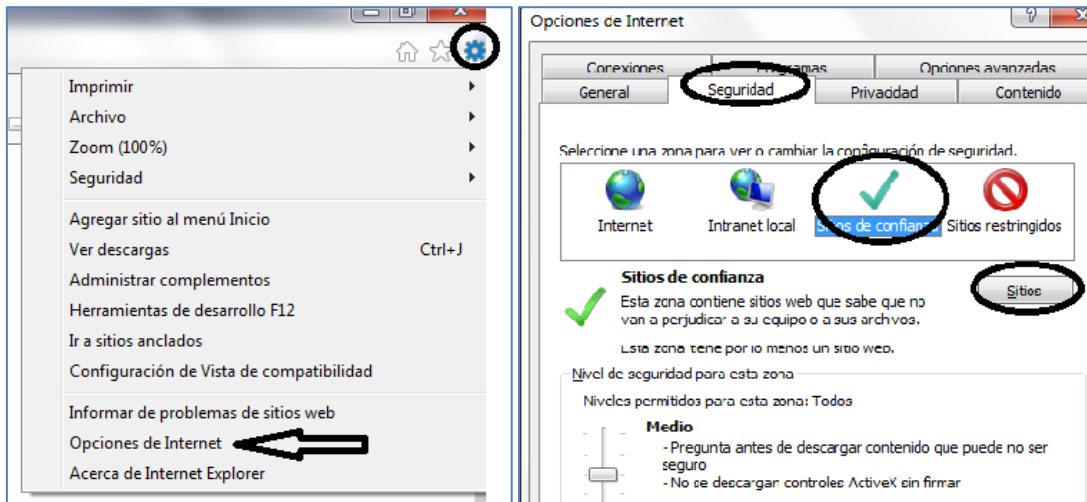 Imprimir
Archivo
Zoom (100%)
Seguridad
Agregar sitio al menú Inicio
Ver descargas Ctrl+J
Administrar complementos
Herramientas de desarrollo F12
Ir a sitios anclados
Configuración de Vista de compatibilidad
Informar de problemas de sitios web
Opciones de Internet
Acerca de Internet Explorer
Opciones de Internet
Conexiones Programas Opciones avanzadas
General Seguridad Privacidad Contenido
Seleccione una zona para ver o cambiar la configuración de seguridad.
Internet Intranet local Sitios de confianza Sitios restringidos
Sitios de confianza
Sitios
Esta zona contiene sitios web que sabe que no
van a perjudicar a su equipo o a sus archivos.
Esta zona tiene por lo menos un sitio web.
Nivel de seguridad para esta zona
Niveles permitidos para esta zona: Todos
Medio
- Pregunta antes de descargar contenido que puede no ser
seguro
- No se descargan controles ActiveX sin firmar